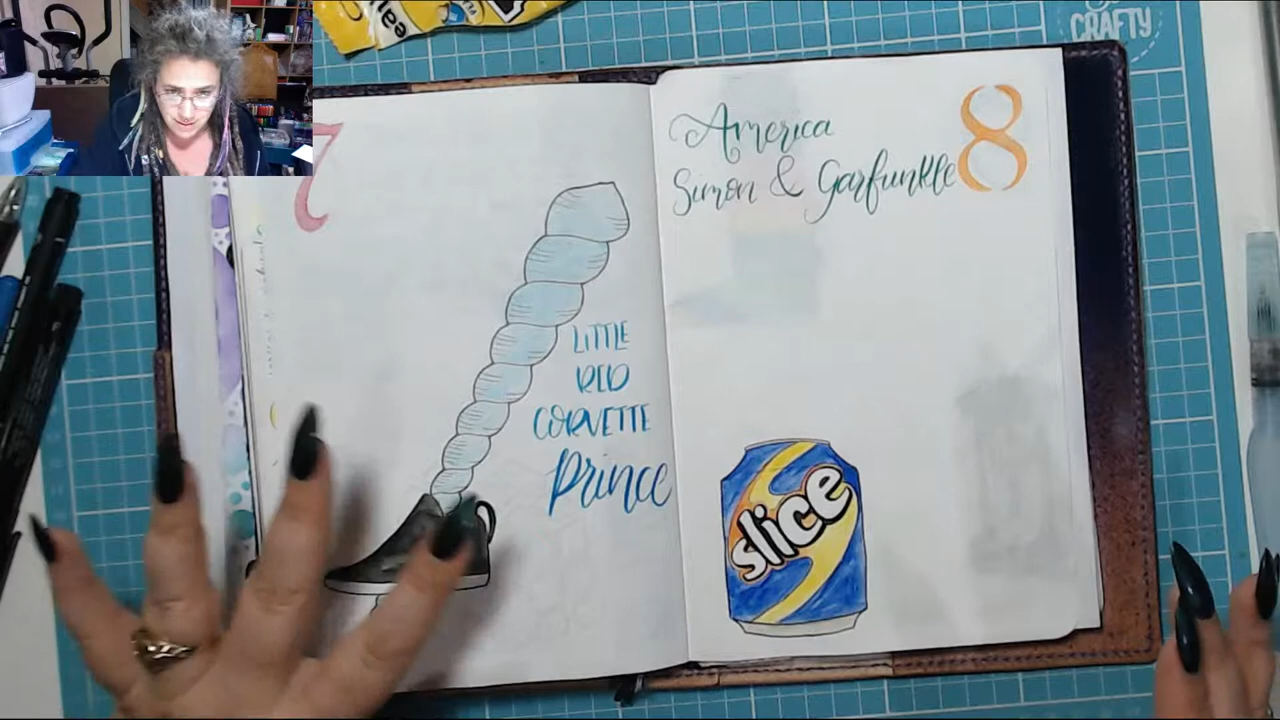 CRAFTY
7
LITTLE
RED
CORVETTE
Prince
America
Simon & Garfunkle
8
slice